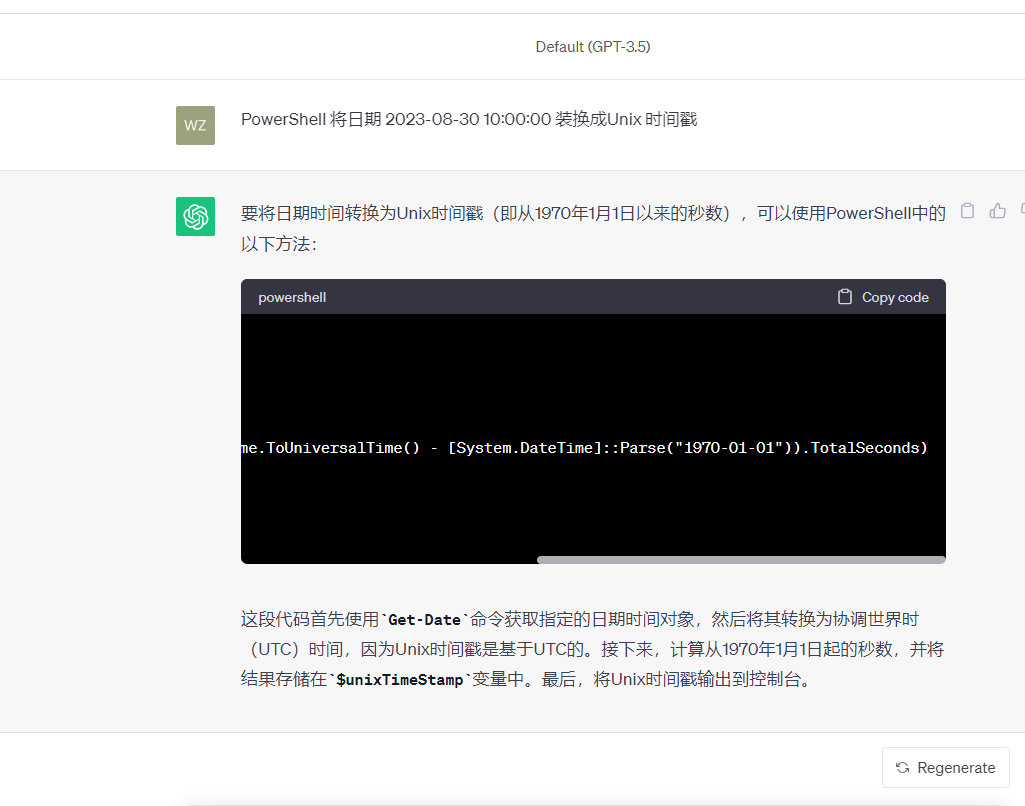 Default (GPT-3.5)
WZ
PowerShell 将日期 2023-08-30 10:00:00 装换成Unix 时间戳
要将日期时间转换为Unix时间戳（即从1970年1月1日以来的秒数），可以使用PowerShell中的
以下方法：
powershell
Copy code
me.ToUniversalTime() - [System.DateTime]::Parse("1970-01-01")).TotalSeconds)
这段代码首先使用`Get-Date`命令获取指定的日期时间对象，然后将其转换为协调世界时
（UTC）时间，因为Unix时间戳是基于UTC的。接下来，计算从1970年1月1日起的秒数，并将
结果存储在`$unixTimeStamp`变量中。最后，将Unix时间戳输出到控制台。
Regenerate